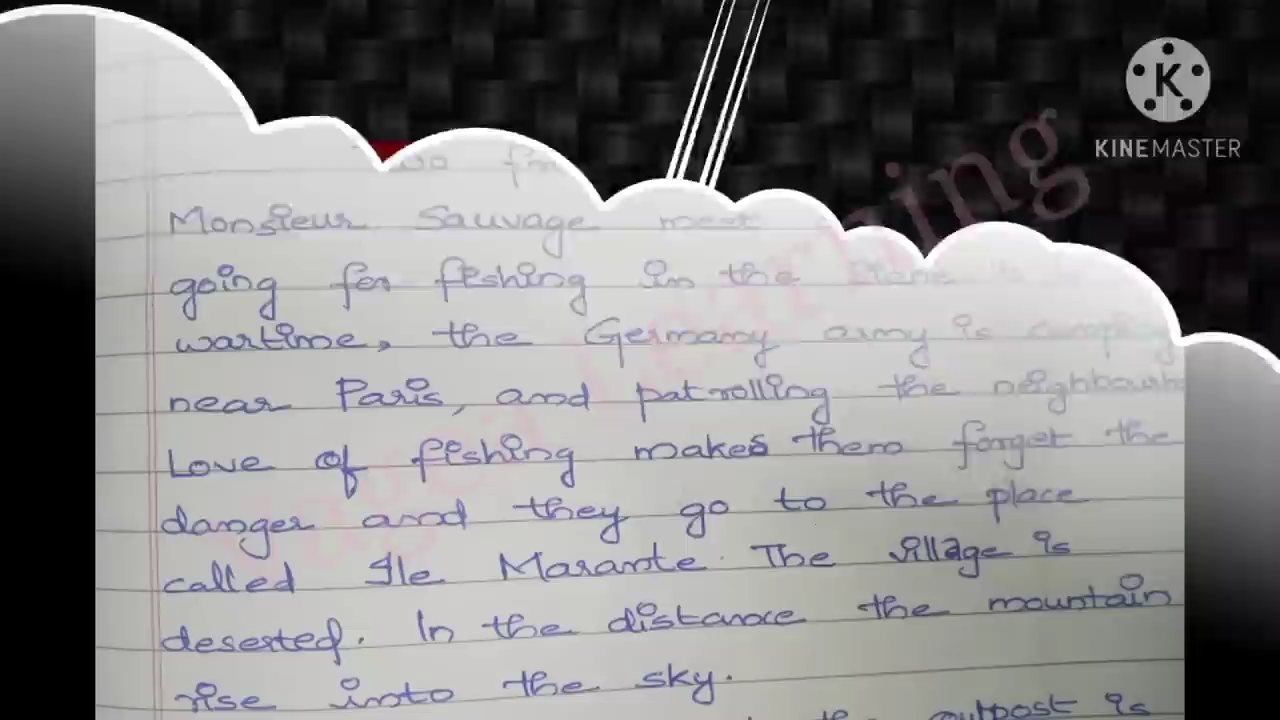 KINEMASTER
Monsieur Sauvage meet
going for fishing in the
wartime, the Germany army is
near Paris, and patrolling the
Love of fishing makes them forget the
danger and they go to the place
called Ile Marante. The village is
deserted. In the distance the mountain
rise into the sky.
outpost is